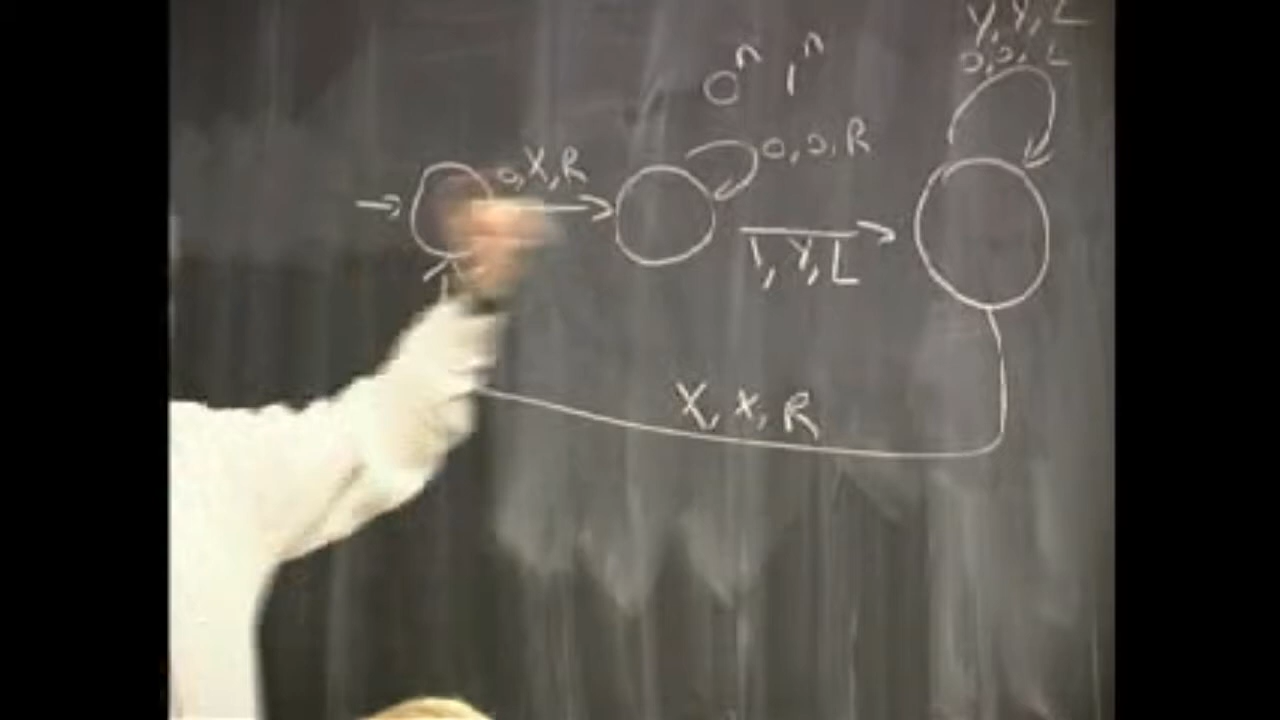 Y, Y, L
0, 0, L
0ⁿ 1ⁿ
0, 0, R
0, X, R
1, Y, L
X, X, R